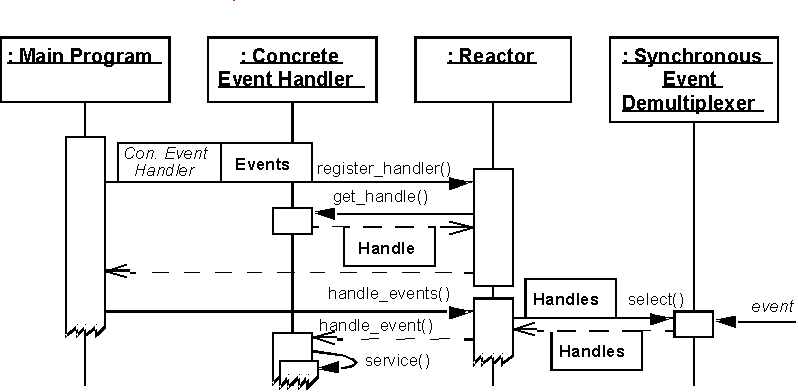 : Main Program
: Concrete
Event Handler
: Reactor
: Synchronous
Event
Demultiplexer
Con. Event
Handler
Events
register_handler()
get_handle()
Handle
handle_events()
Handles
select()
event
handle_event()
Handles
service()